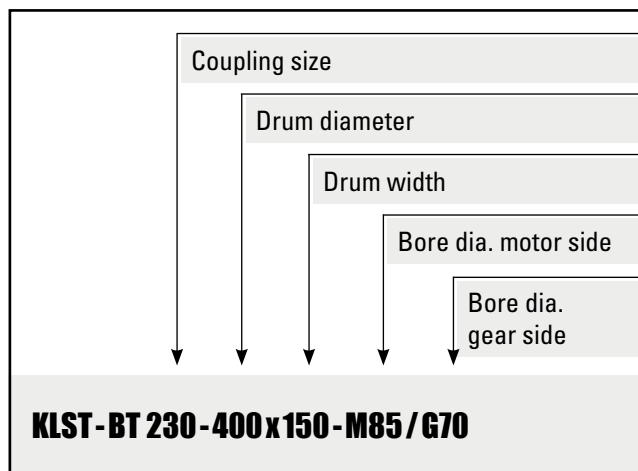 Coupling size
Drum diameter
Drum width
Bore dia. motor side
Bore dia.
gear side
KLST-BT 230-400x150-M85/G70